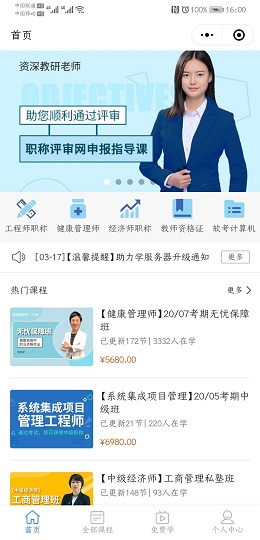 中国联通 HD 4G 4G
中国移动 HD
16:00
首页
资深教研老师
OBJECTIVE
助您顺利通过评审
职称评审网申报指导课
工程师职称
健康管理师
经济师职称
教师资格证
软考计算机
[03-17]【温馨提醒】助力学服务器升级通知
更多
热门课程
更多
无忧保障班
【健康管理师】20/07考期无忧保障班
已更新172节 | 3332人在学
¥5680.00
系统集成项目
管理工程师
【系统集成项目管理】20/05考期中级班
已更新21节 | 220人在学
¥6980.00
【中级经济师】
工商管理班
【中级经济师】工商管理私塾班
已更新148节 | 93人在学
首页
全部课程
免费学
个人中心